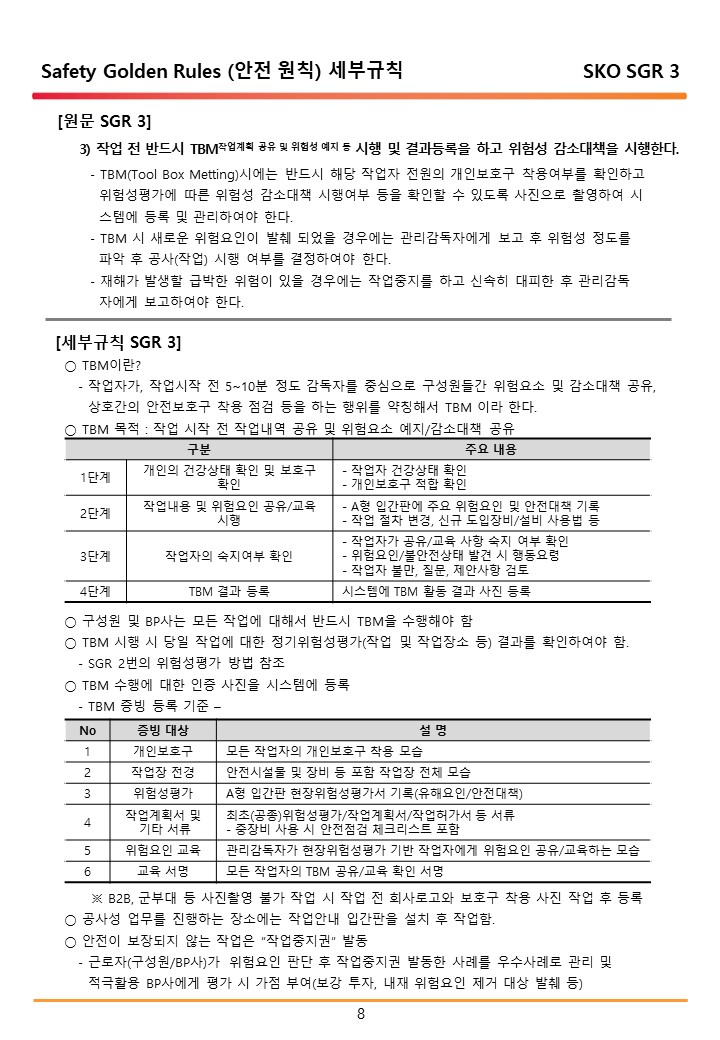 Safety Golden Rules (안전 원칙) 세부규칙 SKO SGR 3
[원문 SGR 3]
3) 작업 전 반드시 TBM작업계획 공유 및 위험성 예지 등 시행 및 결과등록을 하고 위험성 감소대책을 시행한다.
- TBM(Tool Box Metting)시에는 반드시 해당 작업자 전원의 개인보호구 착용여부를 확인하고
위험성평가에 따른 위험성 감소대책 시행여부 등을 확인할 수 있도록 사진으로 촬영하여 시
스템에 등록 및 관리하여야 한다.
- TBM 시 새로운 위험요인이 발췌 되었을 경우에는 관리감독자에게 보고 후 위험성 정도를
파악 후 공사(작업) 시행 여부를 결정하여야 한다.
- 재해가 발생할 급박한 위험이 있을 경우에는 작업중지를 하고 신속히 대피한 후 관리감독
자에게 보고하여야 한다.
[세부규칙 SGR 3]
○ TBM이란?
- 작업자가, 작업시작 전 5~10분 정도 감독자를 중심으로 구성원들간 위험요소 및 감소대책 공유,
상호간의 안전보호구 착용 점검 등을 하는 행위를 약칭해서 TBM 이라 한다.
○ TBM 목적 : 작업 시작 전 작업내역 공유 및 위험요소 예지/감소대책 공유
구분 주요 내용
1단계 개인의 건강상태 확인 및 보호구 확인
- 작업자 건강상태 확인
- 개인보호구 적합 확인
2단계 작업내용 및 위험요인 공유/교육 시행
- A형 입간판에 주요 위험요인 및 안전대책 기록
- 작업 절차 변경, 신규 도입장비/설비 사용법 등
3단계 작업자의 숙지여부 확인
- 작업자가 공유/교육 사항 숙지 여부 확인
- 위험요인/불안전상태 발견 시 행동요령
- 작업자 불만, 질문, 제안사항 검토
4단계 TBM 결과 등록 시스템에 TBM 활동 결과 사진 등록
○ 구성원 및 BP사는 모든 작업에 대해서 반드시 TBM을 수행해야 함
○ TBM 시행 시 당일 작업에 대한 정기위험성평가(작업 및 작업장소 등) 결과를 확인하여야 함.
- SGR 2번의 위험성평가 방법 참조
○ TBM 수행에 대한 인증 사진을 시스템에 등록
- TBM 증빙 등록 기준 –
No 증빙 대상 설 명
1 개인보호구 모든 작업자의 개인보호구 착용 모습
2 작업장 전경 안전시설물 및 장비 등 포함 작업장 전체 모습
3 위험성평가 A형 입간판 현장위험성평가서 기록(유해요인/안전대책)
4 작업계획서 및 기타 서류
최초(공종)위험성평가/작업계획서/작업허가서 등 서류
- 중장비 사용 시 안전점검 체크리스트 포함
5 위험요인 교육 관리감독자가 현장위험성평가 기반 작업자에게 위험요인 공유/교육하는 모습
6 교육 서명 모든 작업자의 TBM 공유/교육 확인 서명
※ B2B, 군부대 등 사진촬영 불가 작업 시 작업 전 회사로고와 보호구 착용 사진 작업 후 등록
○ 공사성 업무를 진행하는 장소에는 작업안내 입간판을 설치 후 작업함.
○ 안전이 보장되지 않는 작업은 “작업중지권” 발동
- 근로자(구성원/BP사)가 위험요인 판단 후 작업중지권 발동한 사례를 우수사례로 관리 및
적극활용 BP사에게 평가 시 가점 부여(보강 투자, 내재 위험요인 제거 대상 발췌 등)
8